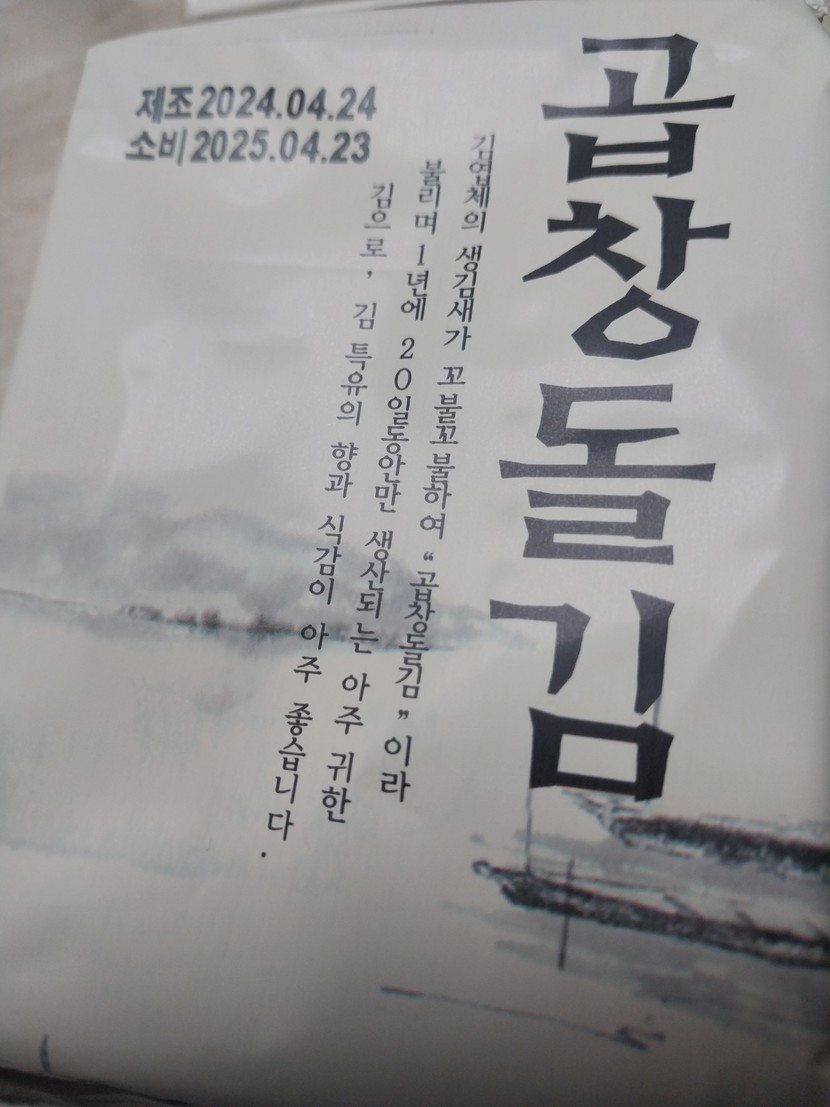 곱창돌김
제조2024.04.24
소비2025.04.23
김엽체의 생김새가 꼬불꼬불하여 “곱창돌김”이라
불리며 1년에 20일동안만 생산되는 아주 귀한
김으로, 김 특유의 향과 식감이 아주 좋습니다.